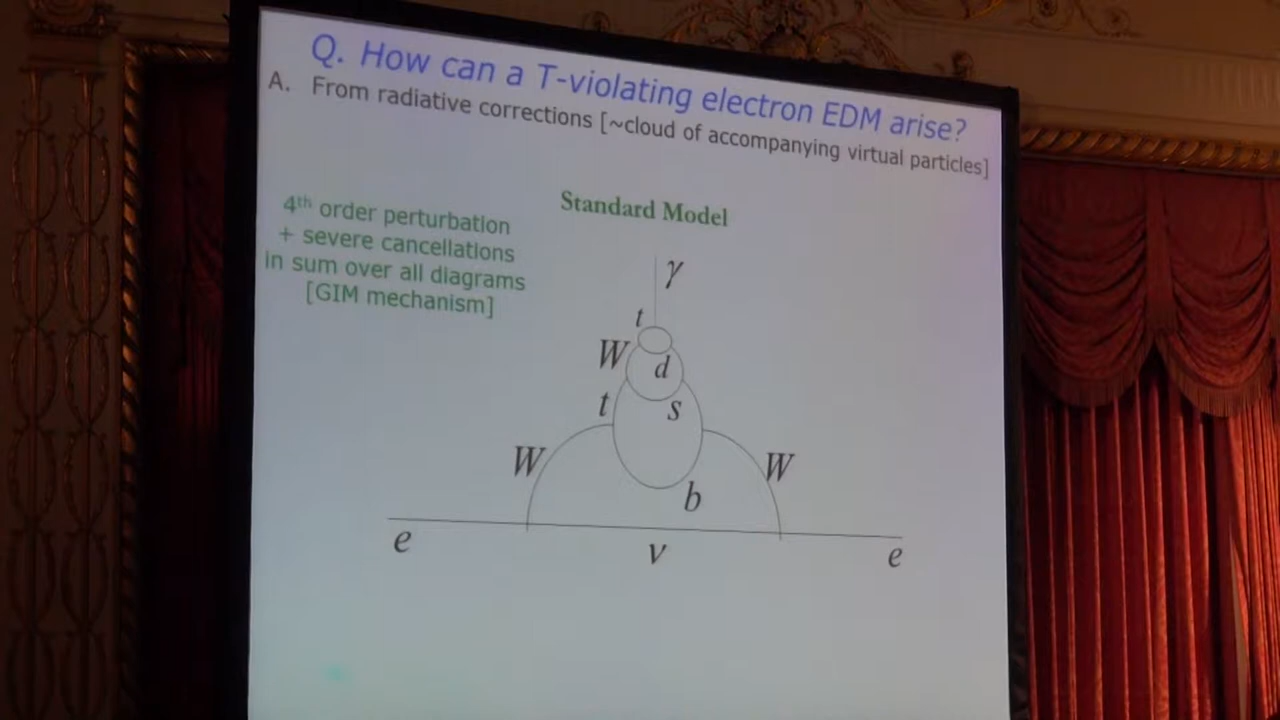 Q. How can a T-violating electron EDM arise?
A. From radiative corrections [~cloud of accompanying virtual particles]
4th order perturbation
+ severe cancellations
in sum over all diagrams
[GIM mechanism]
Standard Model
γ
t
W
d
t
s
W
W
b
e
ν
e